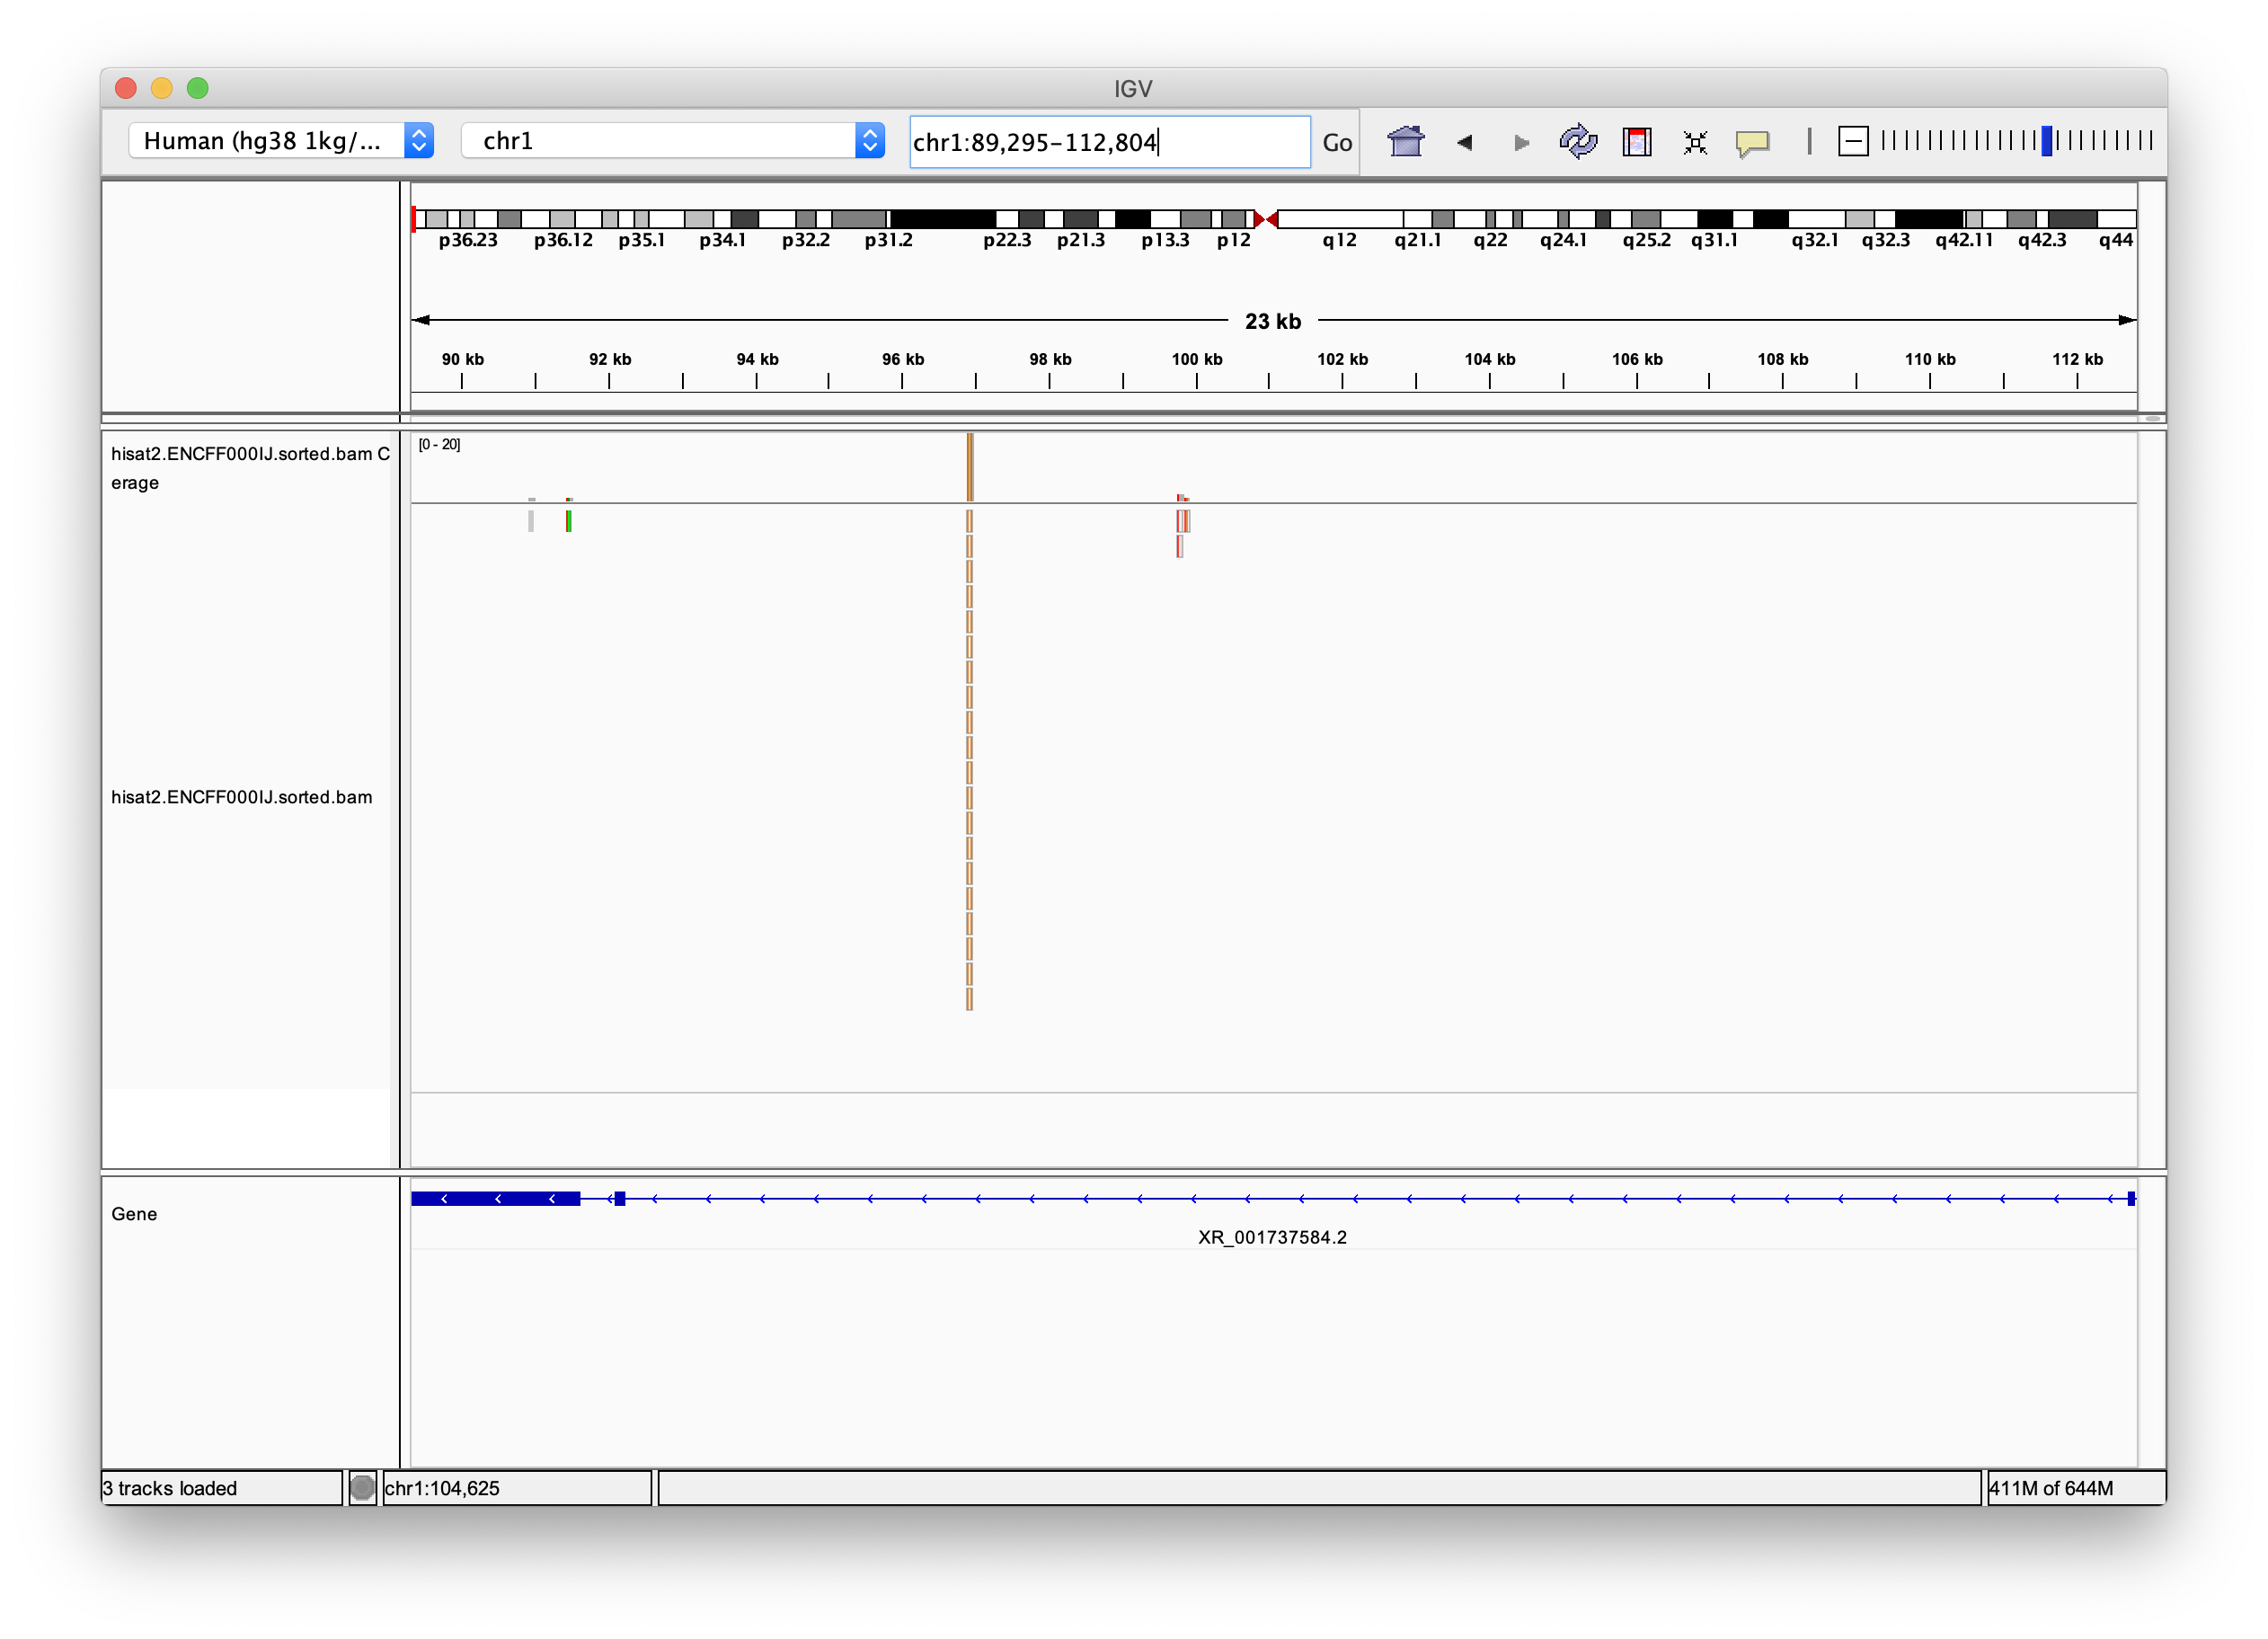 IGV
Human (hg38 1kg/... chr1 chr1:89,295-112,804 Go
p36.23 p36.12 p35.1 p34.1 p32.2 p31.2 p22.3 p21.3 p13.3 p12 q12 q21.1 q22 q24.1 q25.2 q31.1 q32.1 q32.3 q42.11 q42.3 q44
23 kb
90 kb 92 kb 94 kb 96 kb 98 kb 100 kb 102 kb 104 kb 106 kb 108 kb 110 kb 112 kb
[0 - 20]
hisat2.ENCFF000IJ.sorted.bam C
erage
hisat2.ENCFF000IJ.sorted.bam
Gene
XR_001737584.2
3 tracks loaded chr1:104,625 411M of 644M